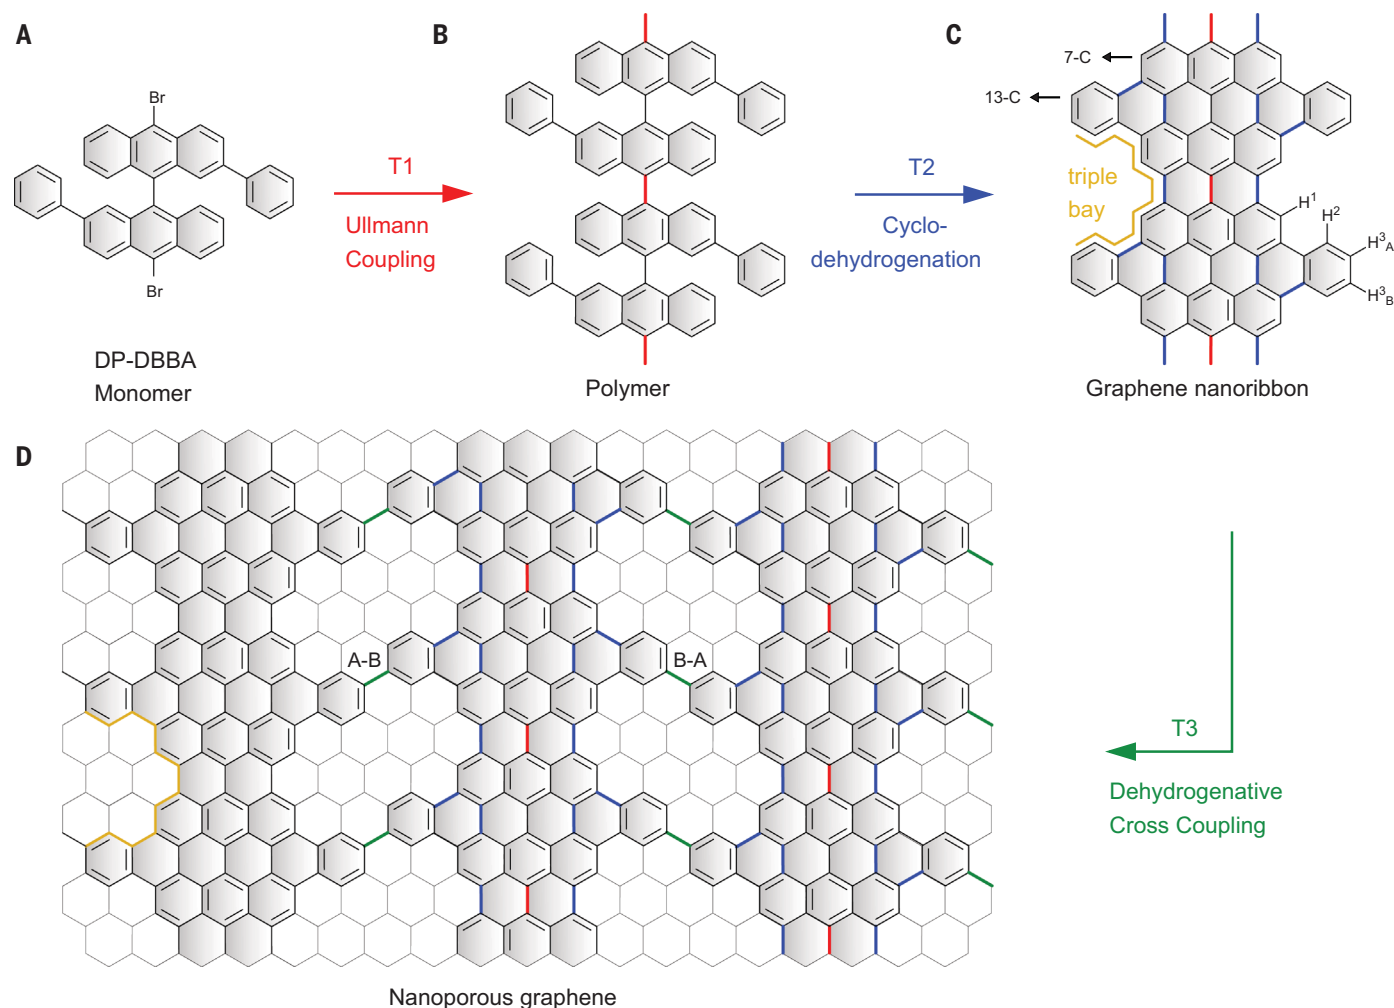 A
Br
Br
DP-DBBA
Monomer
T1
Ullmann
Coupling
B
Polymer
T2
Cyclo-
dehydrogenation
C
7-C
13-C
triple
bay
H1
H2
H3A
H3B
Graphene nanoribbon
D
A-B
B-A
T3
Dehydrogenative
Cross Coupling
Nanoporous graphene